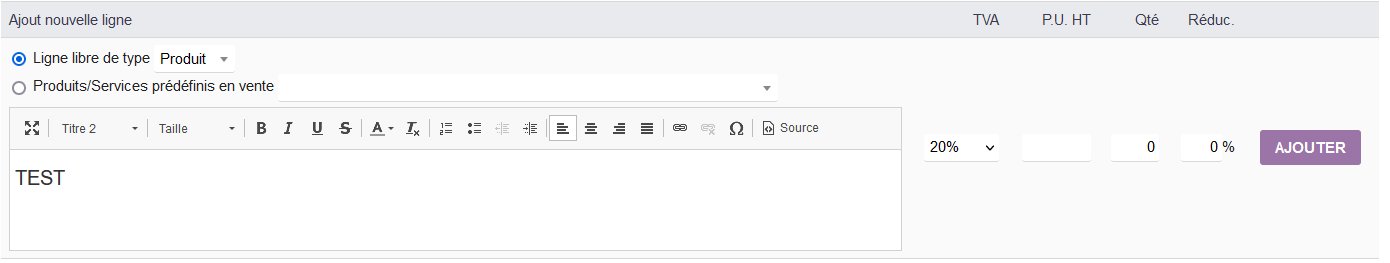 Ajout nouvelle ligne TVA P.U. HT Qté Réduc.
Ligne libre de type Produit
Produits/Services prédéfinis en vente
Titre 2 Taille B I U S A Tx Ω Source
20% 0 0 % AJOUTER
TEST